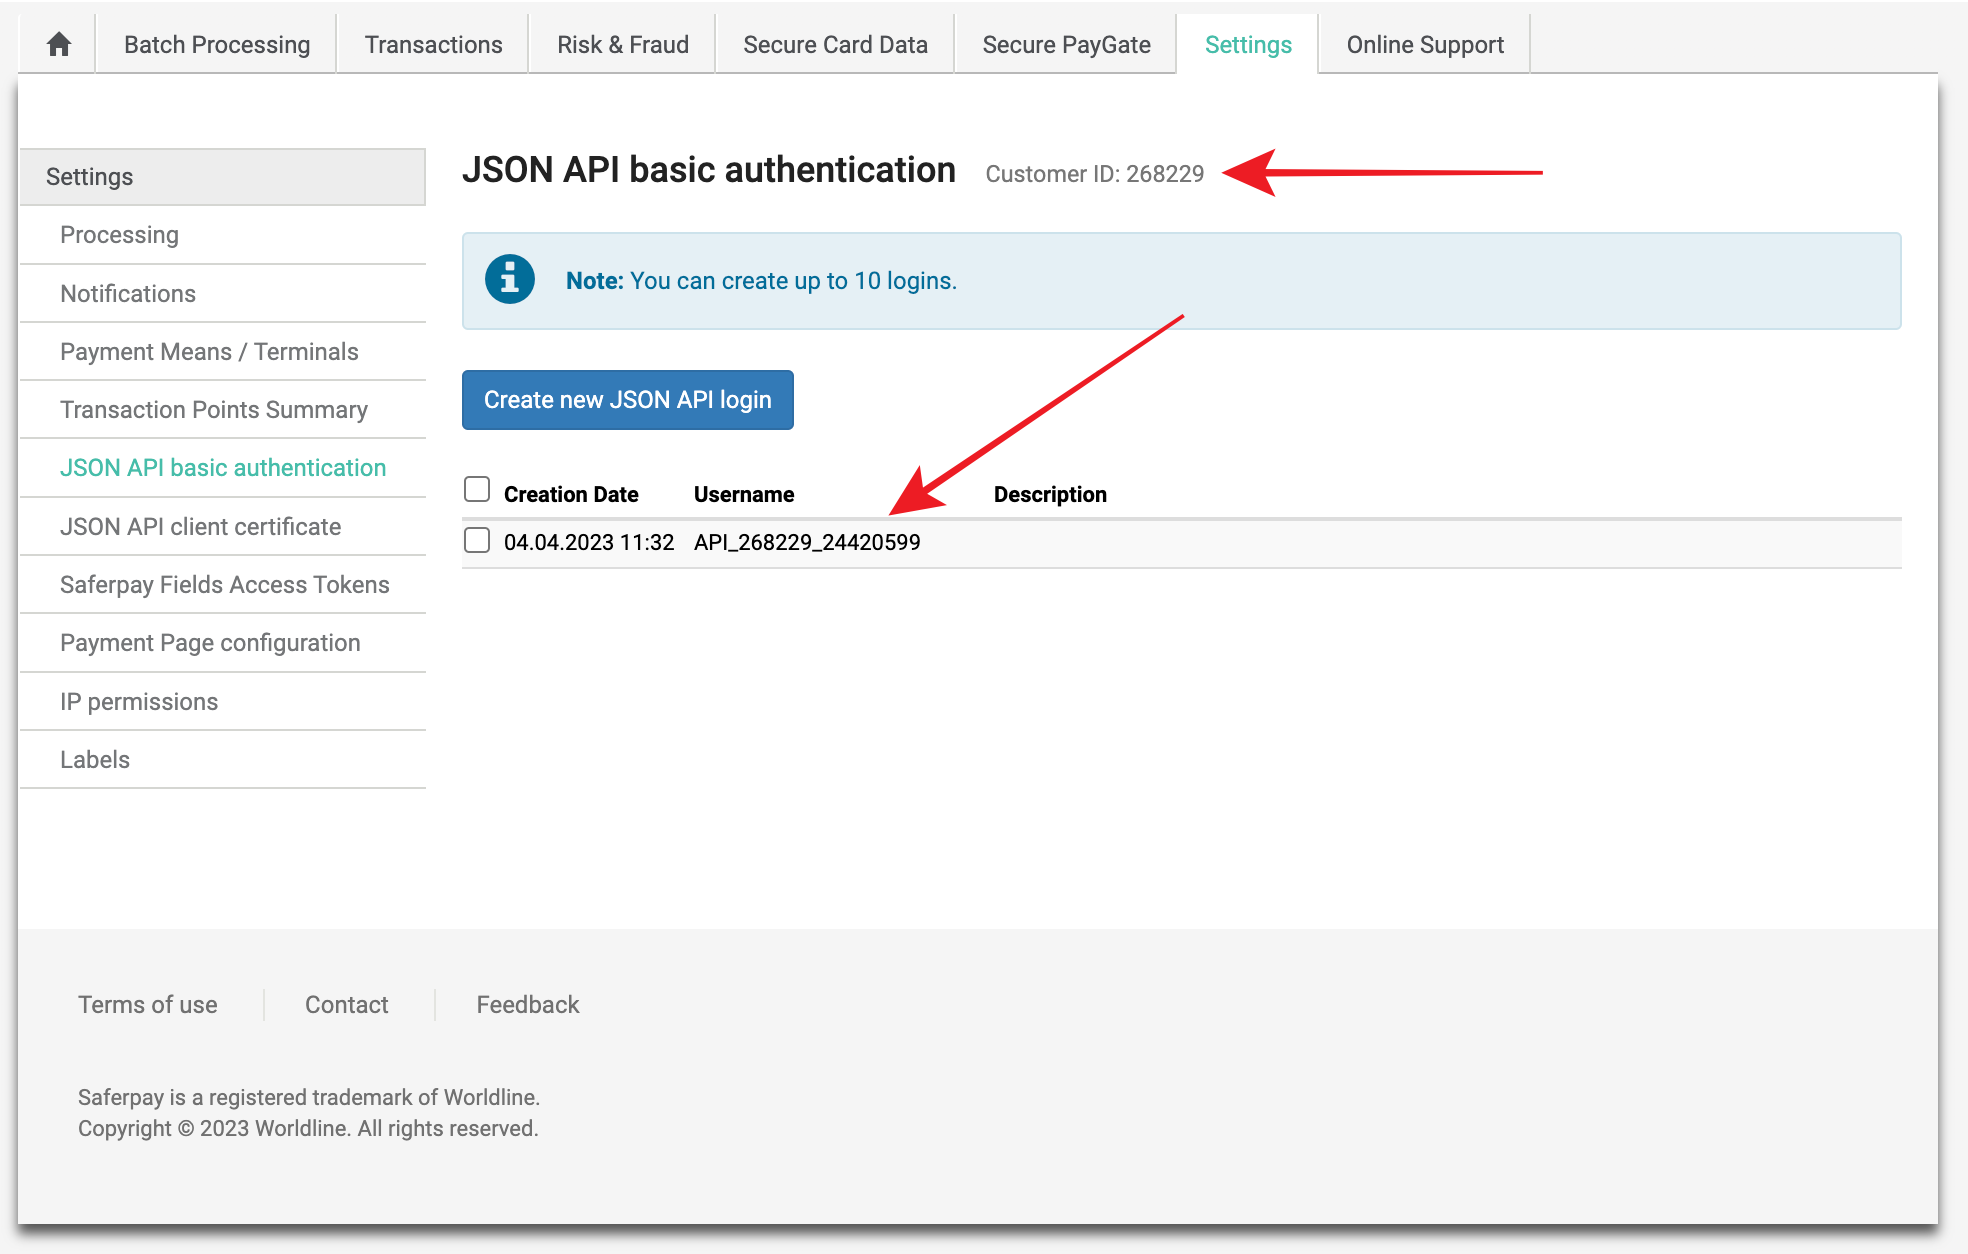 Batch Processing Transactions Risk & Fraud Secure Card Data Secure PayGate Settings Online Support
Settings
Processing
Notifications
Payment Means / Terminals
Transaction Points Summary
JSON API basic authentication
JSON API client certificate
Saferpay Fields Access Tokens
Payment Page configuration
IP permissions
Labels
JSON API basic authentication Customer ID: 268229
Note: You can create up to 10 logins.
Create new JSON API login
Creation Date Username Description
04.04.2023 11:32 API_268229_24420599
Terms of use Contact Feedback
Saferpay is a registered trademark of Worldline.
Copyright © 2023 Worldline. All rights reserved.